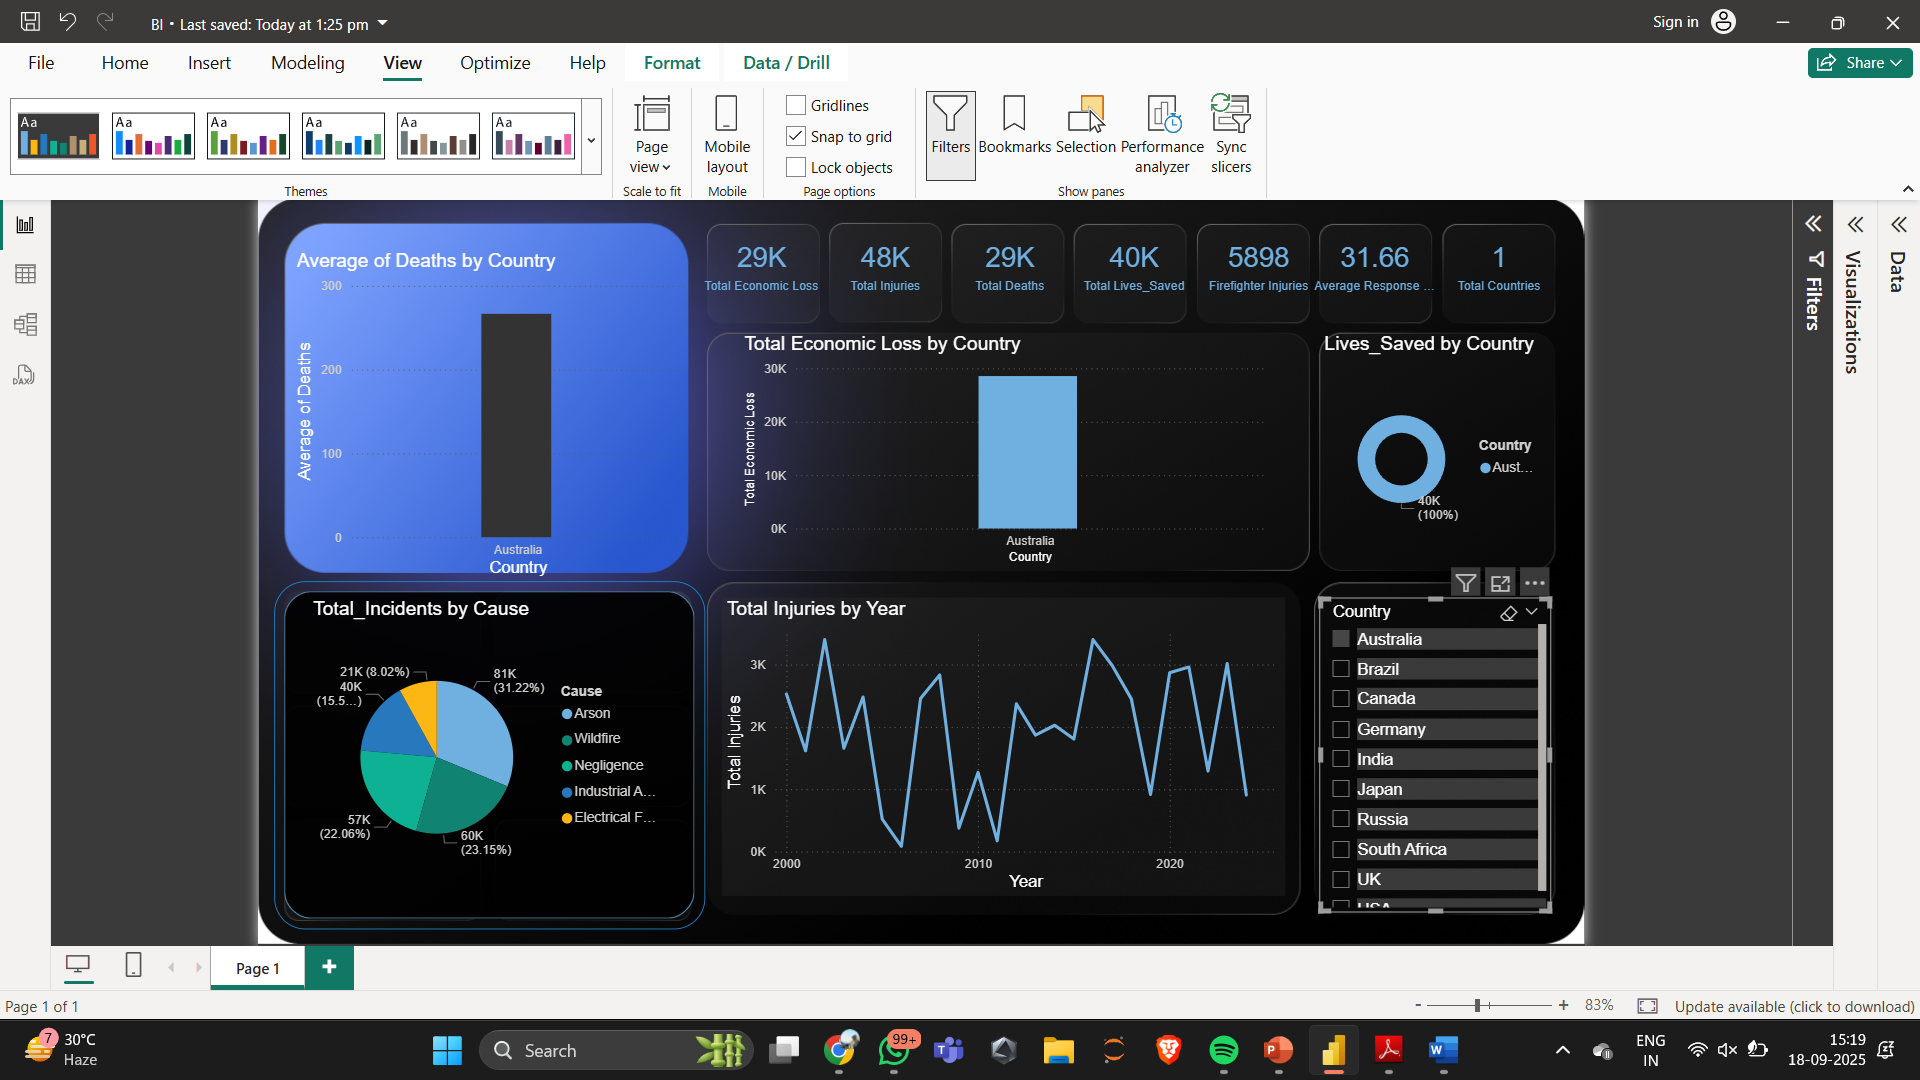 BI • Last saved: Today at 1:25 pm
Sign in
File Home Insert Modeling View Optimize Help Format Data / Drill
Share
Aa Aa Aa Aa Aa Aa
Themes
Page view
Scale to fit
Mobile layout
Mobile
Gridlines
Snap to grid
Lock objects
Page options
Filters
Bookmarks
Selection
Performance analyzer
Sync slicers
Show panes
DAX
Average of Deaths by Country
Average of Deaths
300
200
100
0
Australia
Country
29K
Total Economic Loss
48K
Total Injuries
29K
Total Deaths
40K
Total Lives_Saved
5898
Firefighter Injuries
31.66
Average Response ...
1
Total Countries
Total Economic Loss by Country
Total Economic Loss
30K
20K
10K
0K
Australia
Country
Lives_Saved by Country
40K
(100%)
Country
Aust...
Total_Incidents by Cause
21K (8.02%)
40K
(15.5...)
57K
(22.06%)
81K
(31.22%)
60K
(23.15%)
Cause
Arson
Wildfire
Negligence
Industrial A...
Electrical F...
Total Injuries by Year
Total Injuries
3K
2K
1K
0K
2000 2010 2020
Year
Country
Australia
Brazil
Canada
Germany
India
Japan
Russia
South Africa
UK
USA
Filters
Visualizations
Data
Page 1
Page 1 of 1
- + 83%
Update available (click to download)
7
30°C
Haze
Search
99+
ENG
IN
15:19
18-09-2025